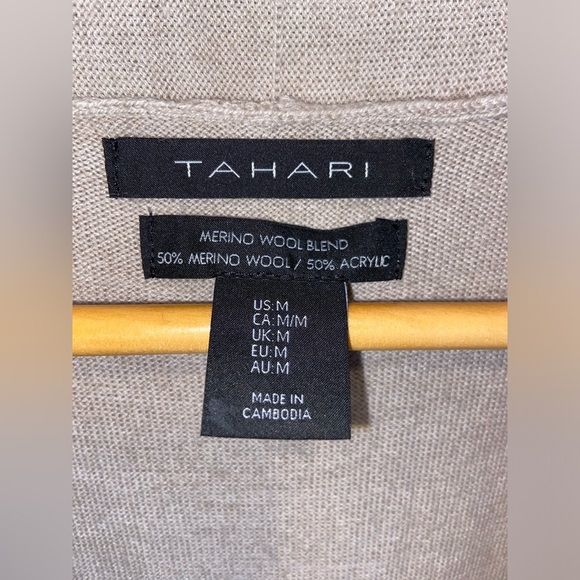 TAHARI
MERINO WOOL BLEND
50% MERINO WOOL / 50% ACRYLIC
US:M
CA:M/M
UK:M
EU:M
AU:M
MADE IN
CAMBODIA